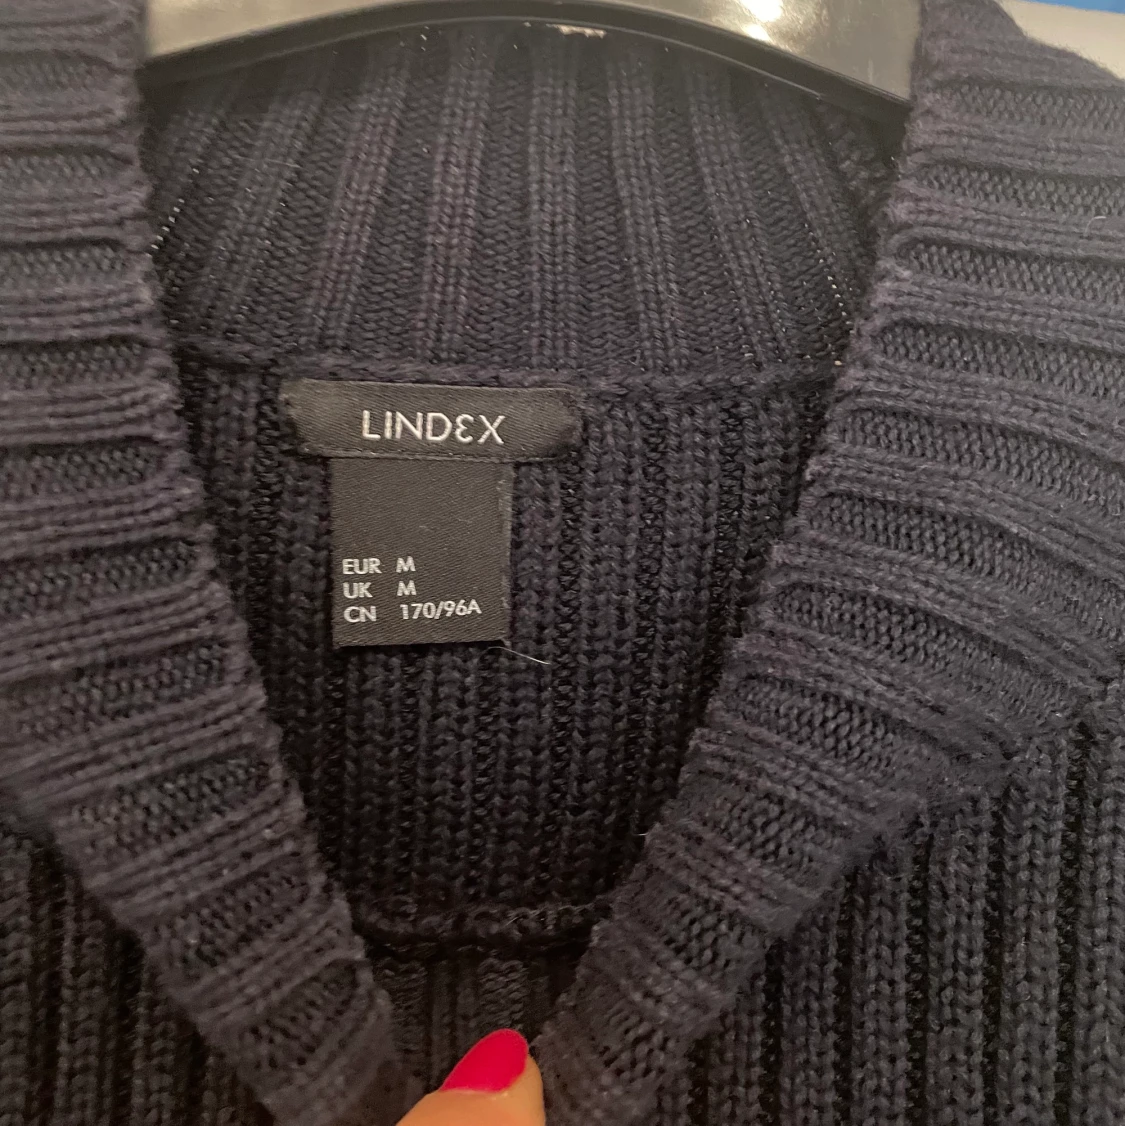 LINDEX
EUR M
UK M
CN 170/96A